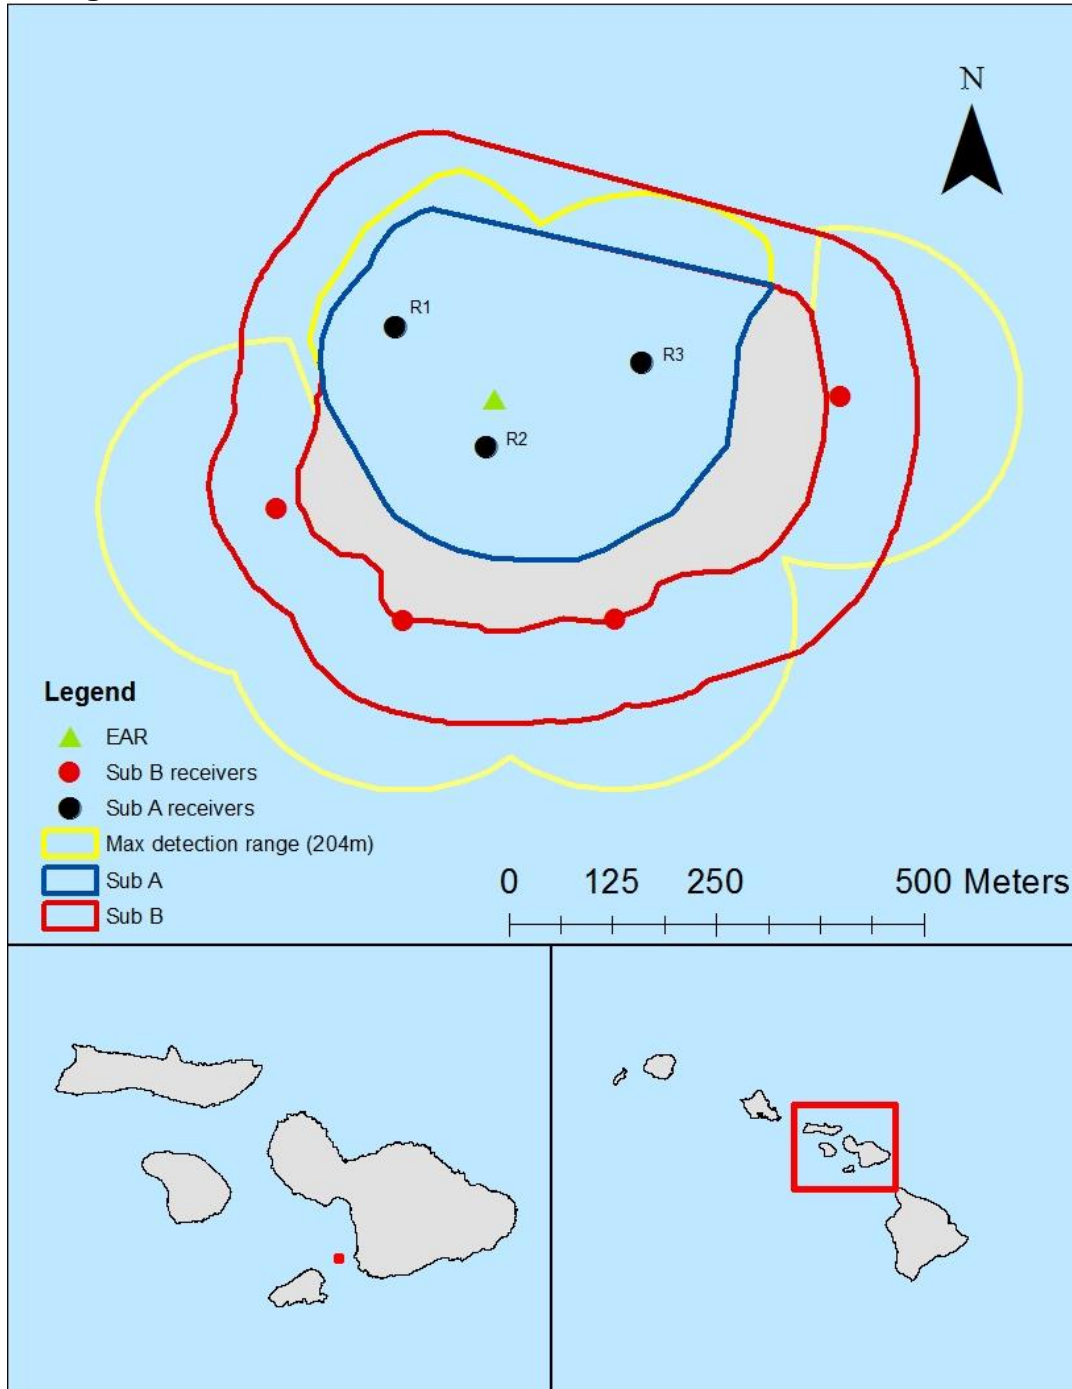 N
R1
R3
R2
Legend
EAR
Sub B receivers
Sub A receivers
Max detection range (204m)
Sub A
Sub B
0 125 250 500 Meters